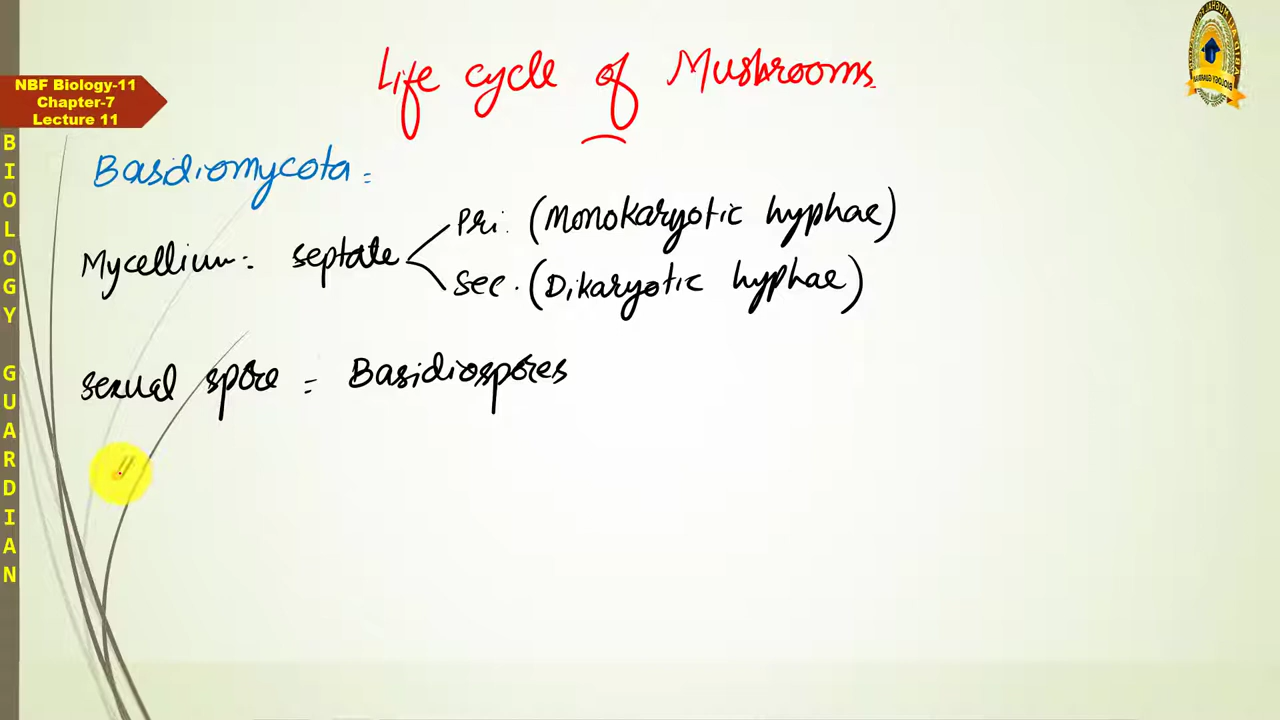 Life cycle of Mushrooms
NBF Biology-11
Chapter-7
Lecture 11
BIOLOGY GUARDIAN
Basidiomycota =
Mycellium : septate
Pri. (Monokaryotic hyphae)
Sec. (Dikaryotic hyphae)
sexual spore = Basidiospores